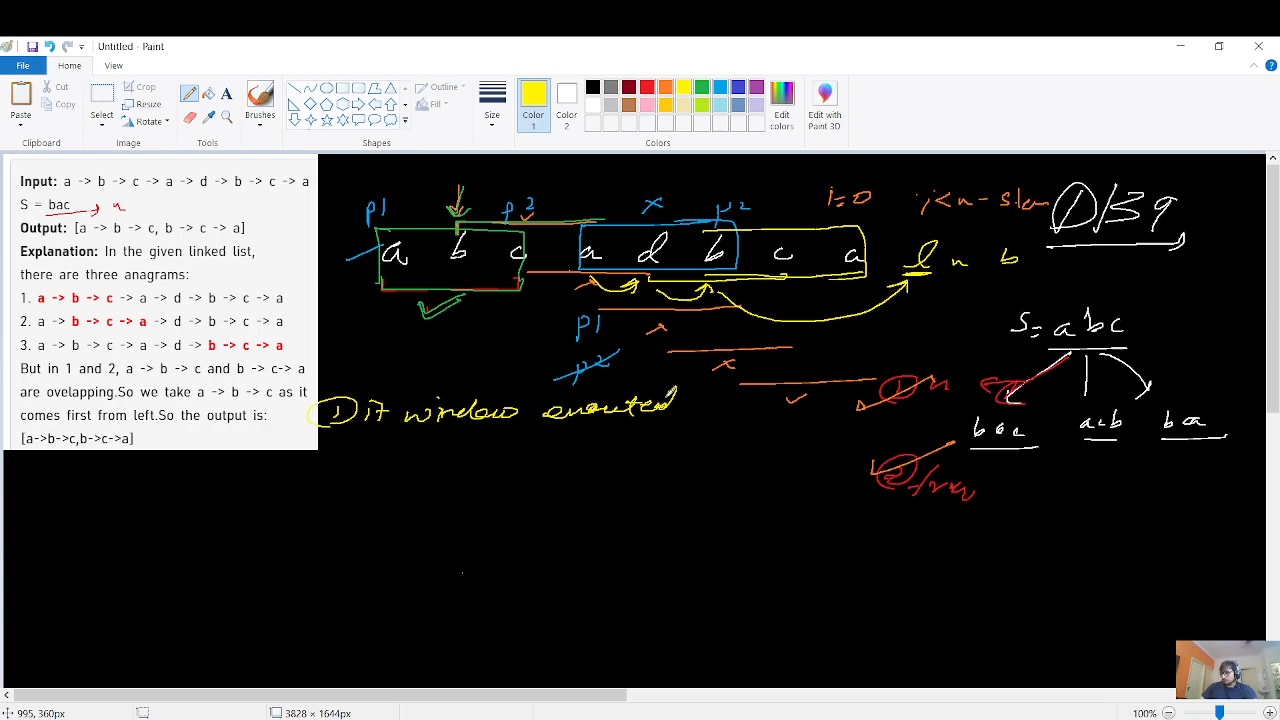 Untitled - Paint
File Home View
Cut
Copy
Paste
Clipboard
Crop
Resize
Select
Rotate
Image
Tools
Brushes
Outline
Fill
Shapes
Size
Color 1
Color 2
Edit colors
Colors
Edit with Paint 3D
Input: a -> b -> c -> a -> d -> b -> c -> a
S = bac
n
Output: [a -> b -> c, b -> c -> a]
Explanation: In the given linked list,
there are three anagrams:
1. a -> b -> c -> a -> d -> b -> c -> a
2. a -> b -> c -> a -> d -> b -> c -> a
3. a -> b -> c -> a -> d -> b -> c -> a
But in 1 and 2, a -> b -> c and b -> c-> a
are ovelapping.So we take a -> b -> c as it
comes first from left.So the output is:
[a->b->c,b->c->a]
p1 p2 x p2
i=0
a b c a d b c a l n b
p1
p2
S= abc
acb
① if window
①
②
995, 360px
3828 × 1644px
100%